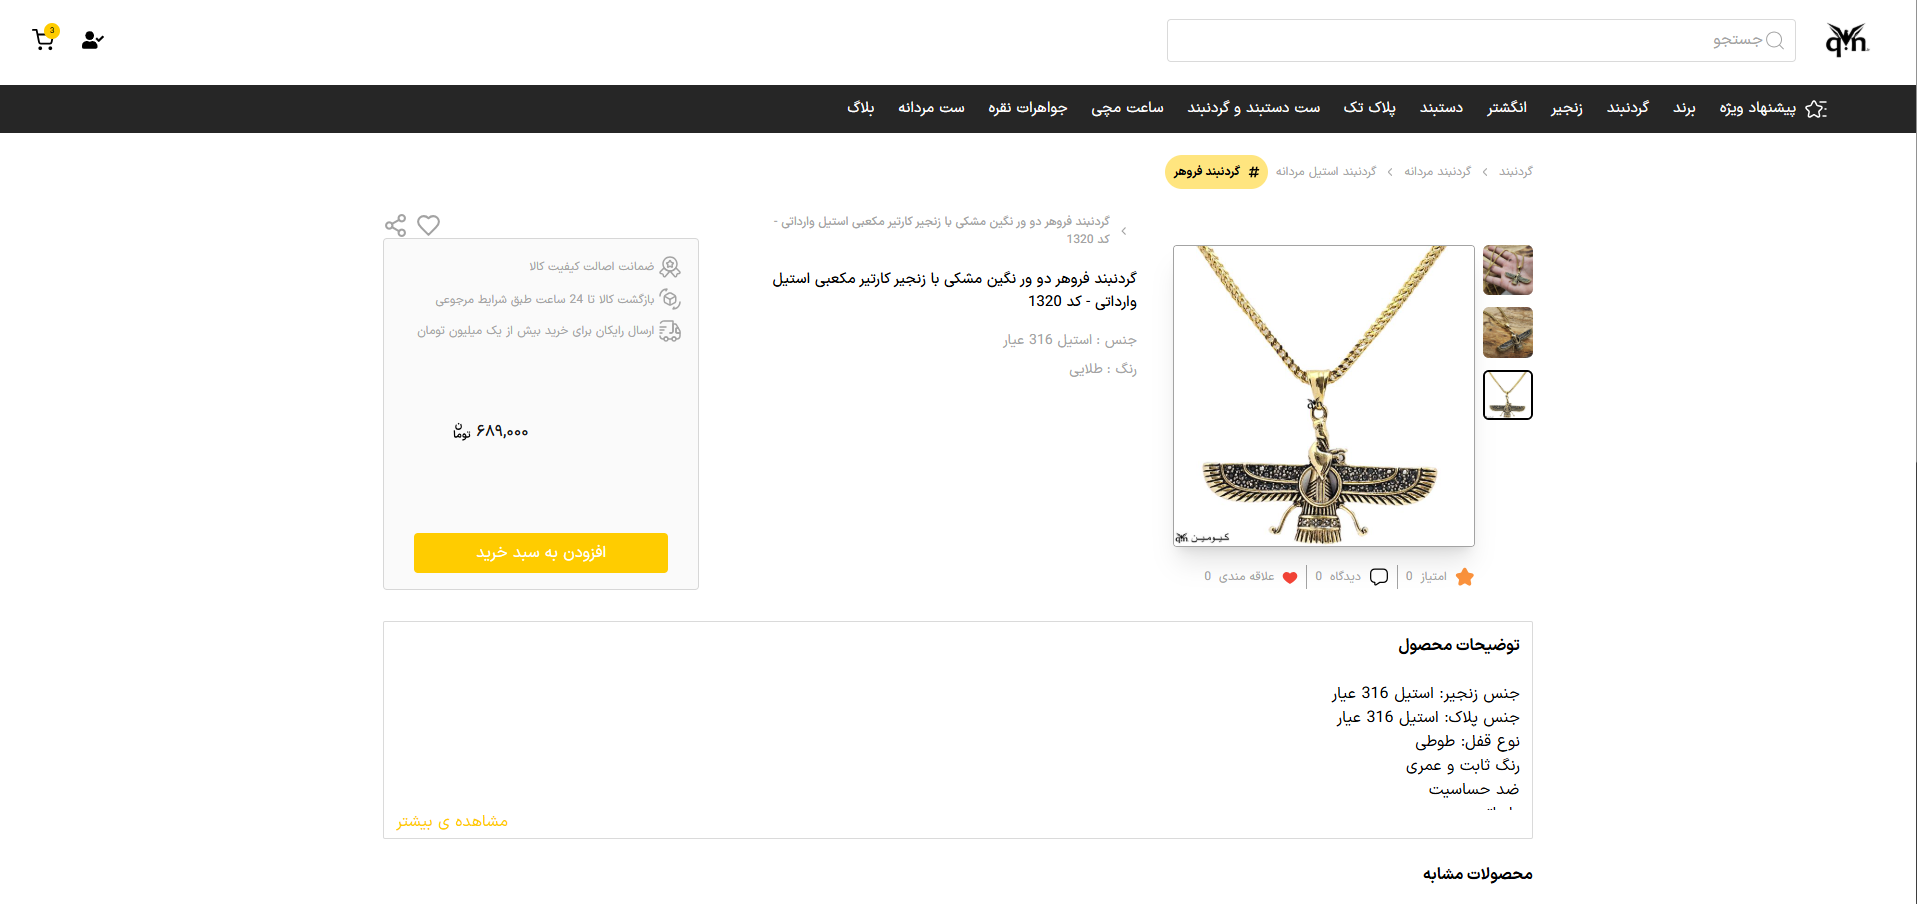 qmn
جستجو
3
پیشنهاد ویژه
برند
گردنبند
زنجیر
انگشتر
دستبند
پلاک تک
ست دستبند و گردنبند
ساعت مچی
جواهرات نقره
ست مردانه
بلاگ
گردنبند
گردنبند مردانه
گردنبند استیل مردانه
# گردنبند فروهر
گردنبند فروهر دو ور نگین مشکی با زنجیر کارتیر مکعبی استیل وارداتی -
کد 1320
گردنبند فروهر دو ور نگین مشکی با زنجیر کارتیر مکعبی استیل
وارداتی - کد 1320
جنس : استیل 316 عیار
رنگ : طلایی
ضمانت اصالت کیفیت کالا
بازگشت کالا تا 24 ساعت طبق شرایط مرجوعی
ارسال رایکان برای خرید بیش از یک میلیون تومان
۶۸۹,۰۰۰ تومان
افزودن به سبد خرید
کیومین qmn
امتیاز 0
دیدگاه 0
علاقه مندی 0
توضیحات محصول
جنس زنجیر: استیل 316 عیار
جنس پلاک: استیل 316 عیار
نوع قفل: طوطی
رنگ ثابت و عمری
ضد حساسیت
مشاهده ی بیشتر
محصولات مشابه